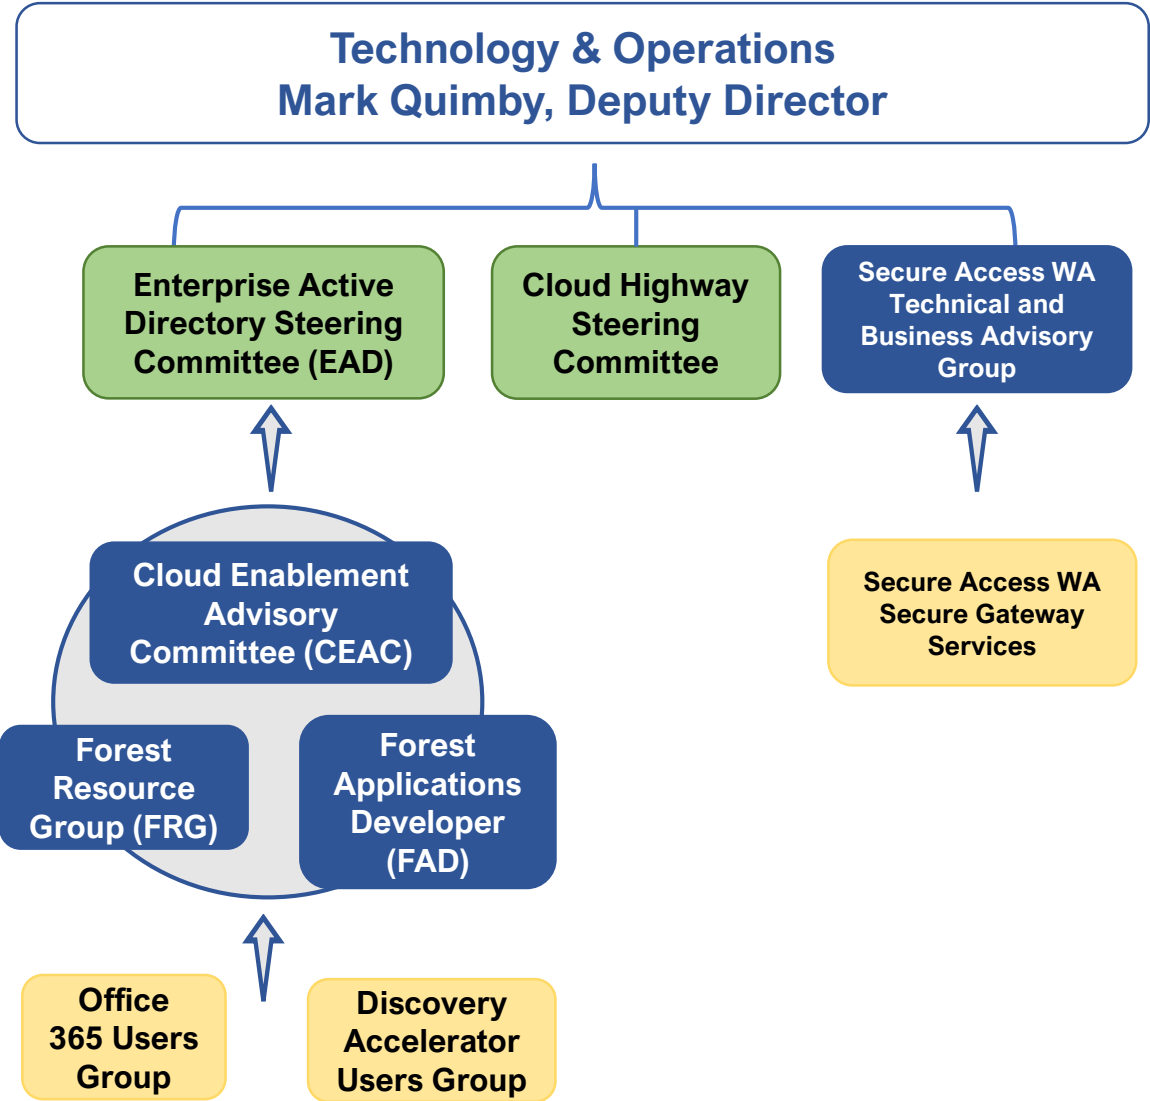 Technology & Operations
Mark Quimby, Deputy Director
Enterprise Active
Directory Steering
Committee (EAD)
Cloud Highway
Steering
Committee
Secure Access WA
Technical and
Business Advisory
Group
Cloud Enablement
Advisory
Committee (CEAC)
Secure Access WA
Secure Gateway
Services
Forest
Resource
Group (FRG)
Forest
Applications
Developer
(FAD)
Office
365 Users
Group
Discovery
Accelerator
Users Group